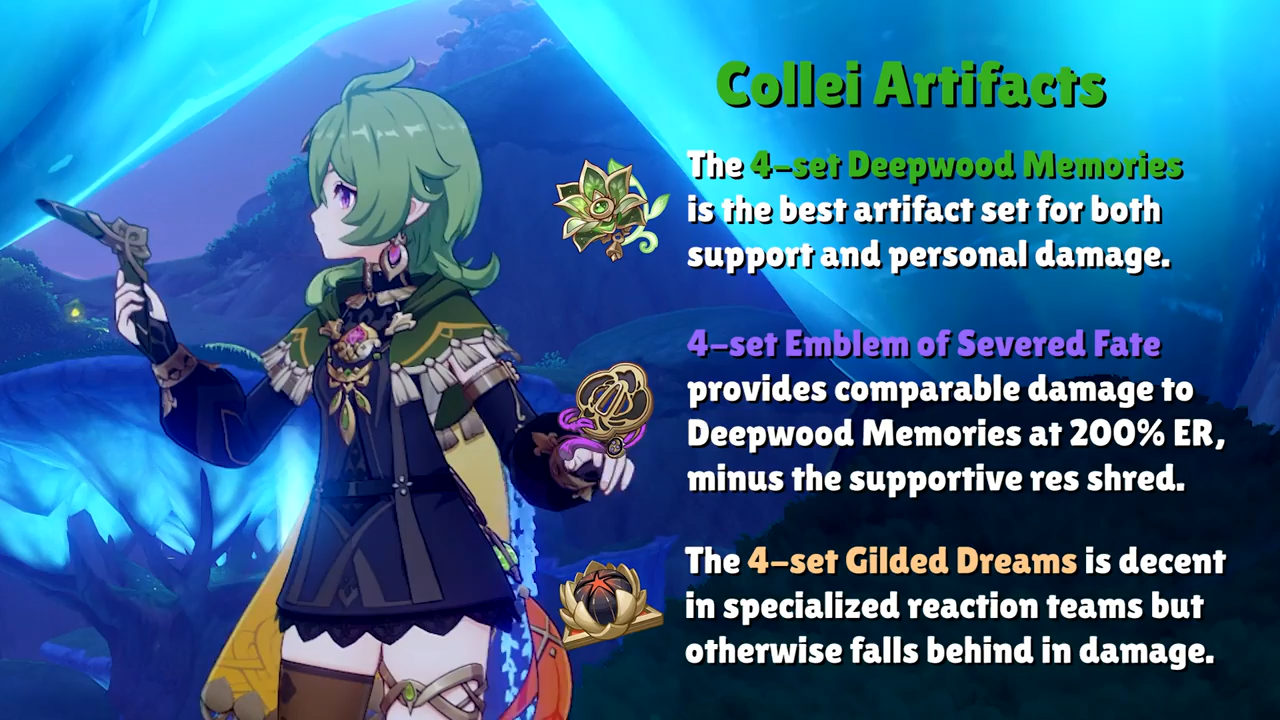 Collei Artifacts
The 4-set Deepwood Memories
is the best artifact set for both
support and personal damage.
4-set Emblem of Severed Fate
provides comparable damage to
Deepwood Memories at 200% ER,
minus the supportive res shred.
The 4-set Gilded Dreams is decent
in specialized reaction teams but
otherwise falls behind in damage.